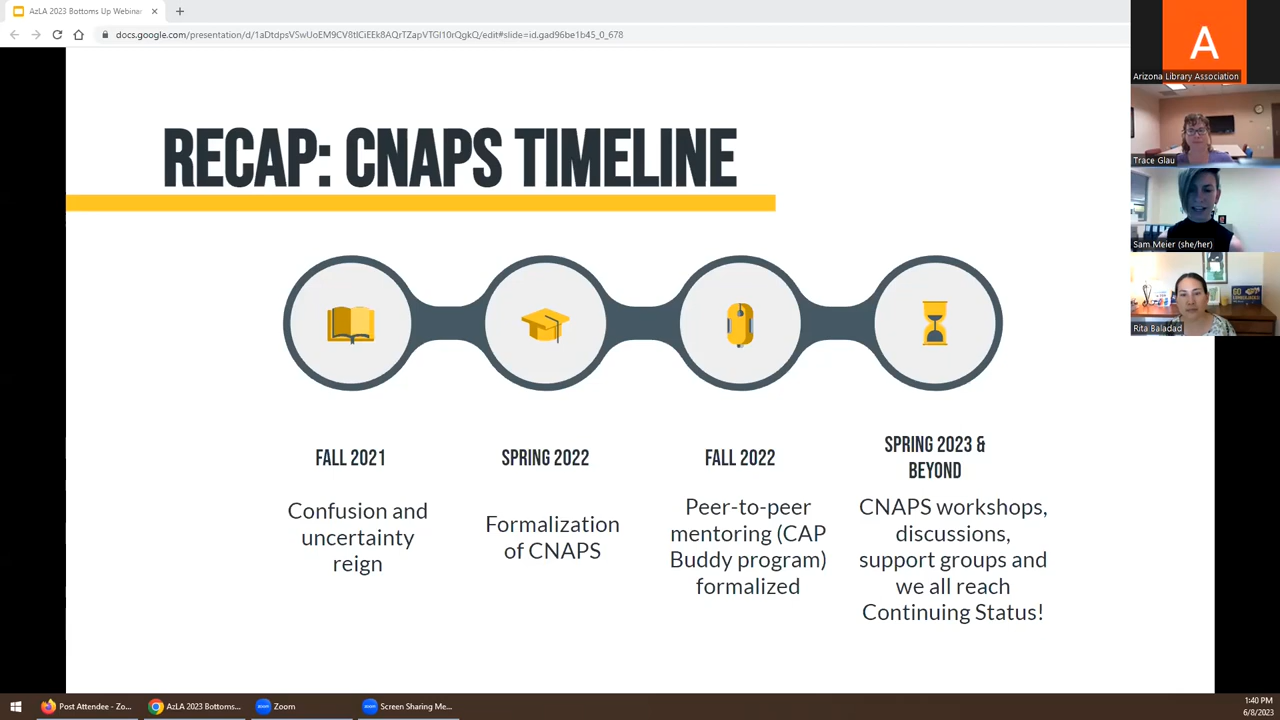 AzLA 2023 Bottoms Up Webinar
docs.google.com/presentation/d/1aDtdpsVSwUoEM9CV8tlCiEEk8AQrTZapVTGl10rQgkQ/edit#slide=id.gad96be1b45_0_678
A
Arizona Library Association
Trace Glau
Sam Meier (she/her)
Rita Baladad
RECAP: CNAPS TIMELINE
FALL 2021
Confusion and
uncertainty
reign
SPRING 2022
Formalization
of CNAPS
FALL 2022
Peer-to-peer
mentoring (CAP
Buddy program)
formalized
SPRING 2023 &
BEYOND
CNAPS workshops,
discussions,
support groups and
we all reach
Continuing Status!
Post Attendee - Zo...
AzLA 2023 Bottoms...
Zoom
Screen Sharing Me...
1:40 PM
6/8/2023